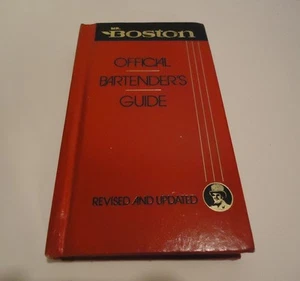 MR.
BOSTON
OFFICIAL
BARTENDER'S
GUIDE
REVISED AND UPDATED